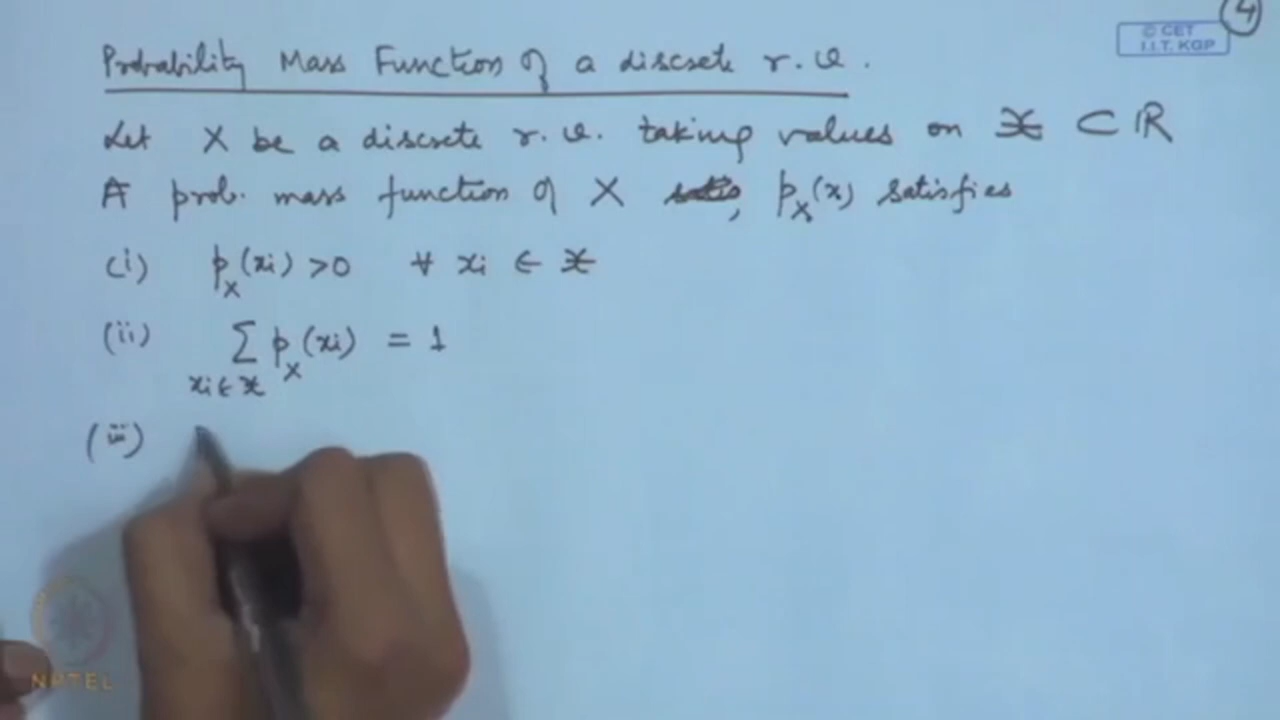 4
© CET
I.I.T. KGP
Probability Mass Function of a discrete r.v.
Let X be a discrete r.v. taking values on 𝔛 ⊂ ℝ
A prob. mass function of X , p_X(x) satisfies
(i) p_X(xi) > 0 ∀ xi ∈ 𝔛
(ii) Σ_{xi ∈ 𝔛} p_X(xi) = 1
(iii)
NPTEL